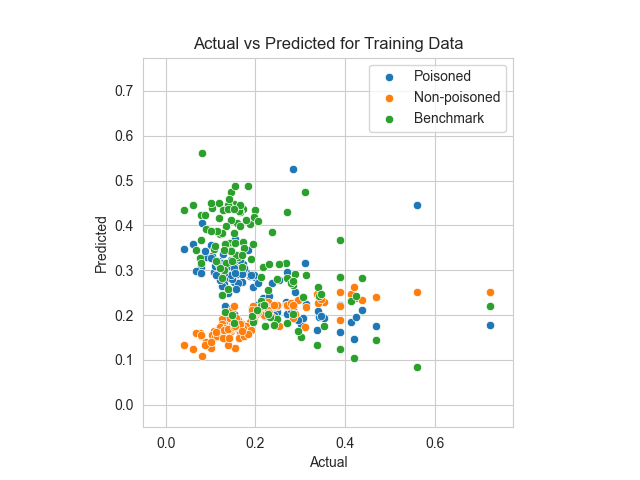 Actual vs Predicted for Training Data
Poisoned
Non-poisoned
Benchmark
0.7
0.6
0.5
0.4
0.3
0.2
0.1
0.0
Predicted
0.0 0.2 0.4 0.6
Actual